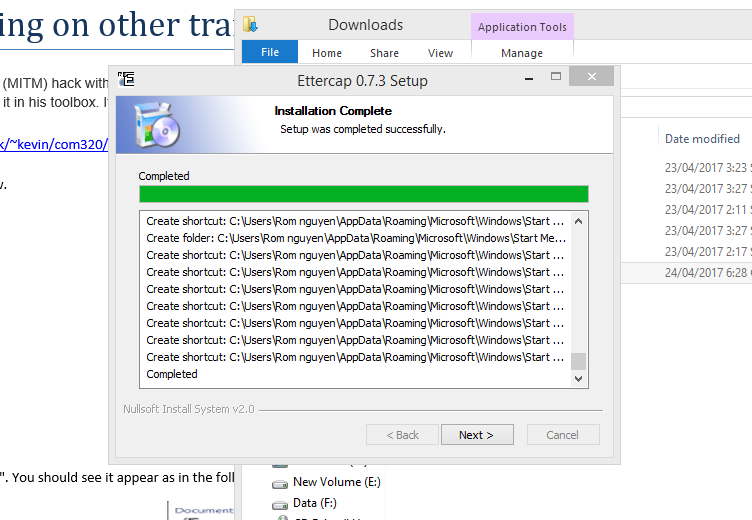 ing on other tra
(MITM) hack with
it in his toolbox. I
k/~kevin/com320/
w.
". You should see it appear as in the foll
Document
Downloads
Application Tools
File
Home
Share
View
Manage
Date modified
23/04/2017 3:23
23/04/2017 3:27
23/04/2017 2:11
23/04/2017 3:27
23/04/2017 2:17
24/04/2017 6:28
Ettercap 0.7.3 Setup
Installation Complete
Setup was completed successfully.
Completed
Create shortcut: C:\Users\Rom nguyen\AppData\Roaming\Microsoft\Windows\Start ...
Create folder: C:\Users\Rom nguyen\AppData\Roaming\Microsoft\Windows\Start Me...
Create shortcut: C:\Users\Rom nguyen\AppData\Roaming\Microsoft\Windows\Start ...
Create shortcut: C:\Users\Rom nguyen\AppData\Roaming\Microsoft\Windows\Start ...
Create shortcut: C:\Users\Rom nguyen\AppData\Roaming\Microsoft\Windows\Start ...
Create shortcut: C:\Users\Rom nguyen\AppData\Roaming\Microsoft\Windows\Start ...
Create shortcut: C:\Users\Rom nguyen\AppData\Roaming\Microsoft\Windows\Start ...
Create shortcut: C:\Users\Rom nguyen\AppData\Roaming\Microsoft\Windows\Start ...
Create shortcut: C:\Users\Rom nguyen\AppData\Roaming\Microsoft\Windows\Start ...
Completed
Nullsoft Install System v2.0
< Back
Next >
Cancel
New Volume (E:)
Data (F:)